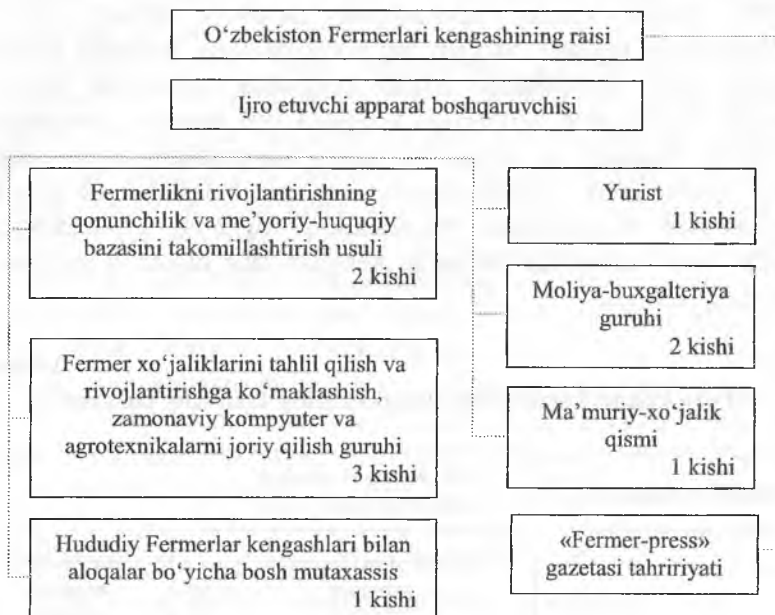 O‘zbekiston Fermerlari kengashining raisi
Ijro etuvchi apparat boshqaruvchisi
Fermerlikni rivojlantirishning
qonunchilik va me’yoriy-huquqiy
bazasini takomillashtirish usuli
2 kishi
Fermer xo‘jaliklarini tahlil qilish va
rivojlantirishga ko‘maklashish,
zamonaviy kompyuter va
agrotexnikalarni joriy qilish guruhi
3 kishi
Hududiy Fermerlar kengashlari bilan
aloqalar bo‘yicha bosh mutaxassis
1 kishi
Yurist
1 kishi
Moliya-buxgalteriya
guruhi
2 kishi
Ma’muriy-xo‘jalik
qismi
1 kishi
«Fermer-press»
gazetasi tahririyati